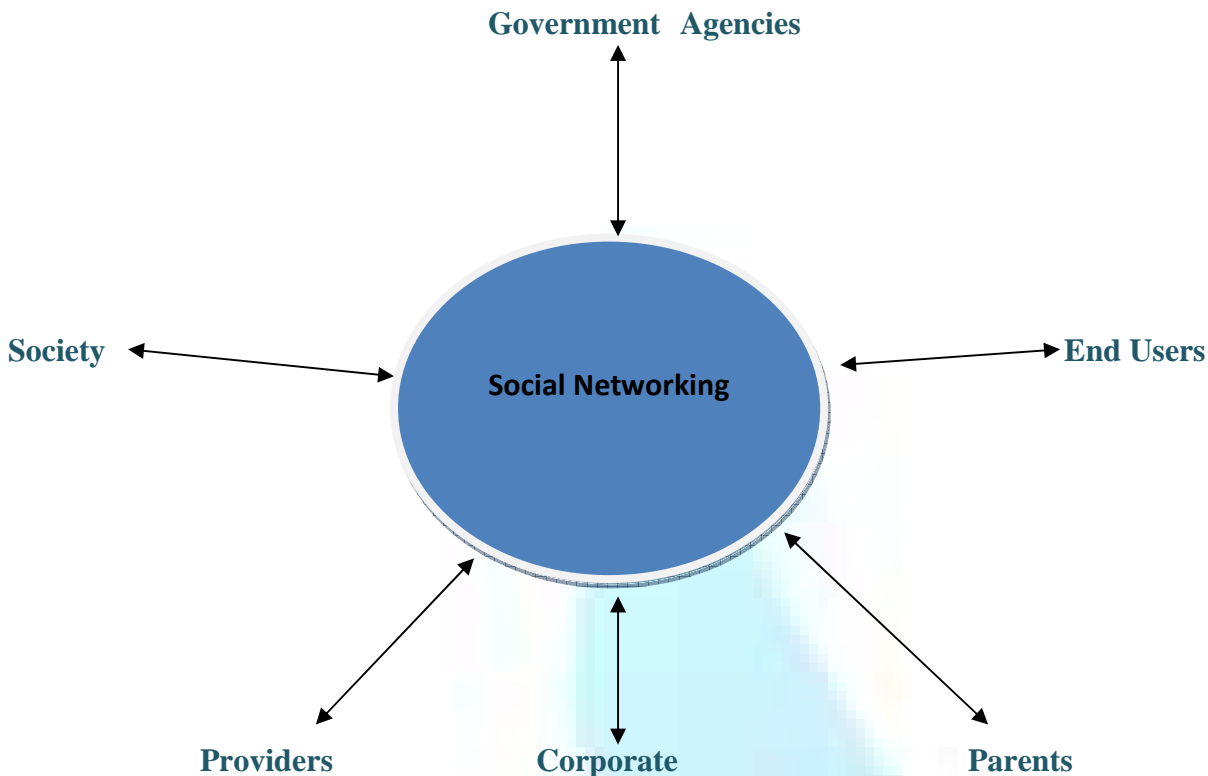 Government Agencies
Society
End Users
Social Networking
Providers
Corporate
Parents